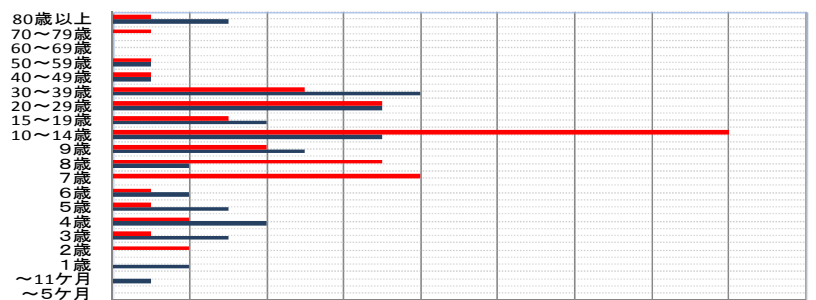 80歳以上
70～79歳
60～69歳
50～59歳
40～49歳
30～39歳
20～29歳
15～19歳
10～14歳
9歳
8歳
7歳
6歳
5歳
4歳
3歳
2歳
1歳
～11ケ月
～5ケ月